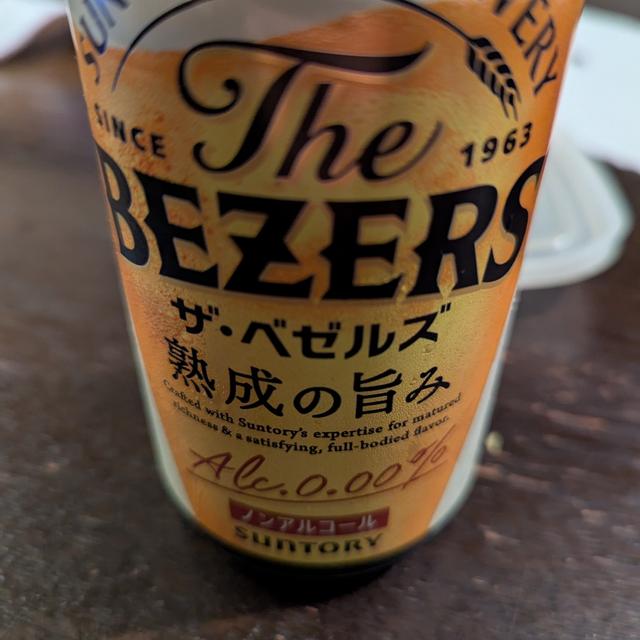 SINCE 1963
The
BEZERS
ザ・ベゼルズ
熟成の旨み
Crafted with Suntory's expertise for matured
richness & a satisfying, full-bodied flavor.
Alc.0.00%
ノンアルコール
SUNTORY